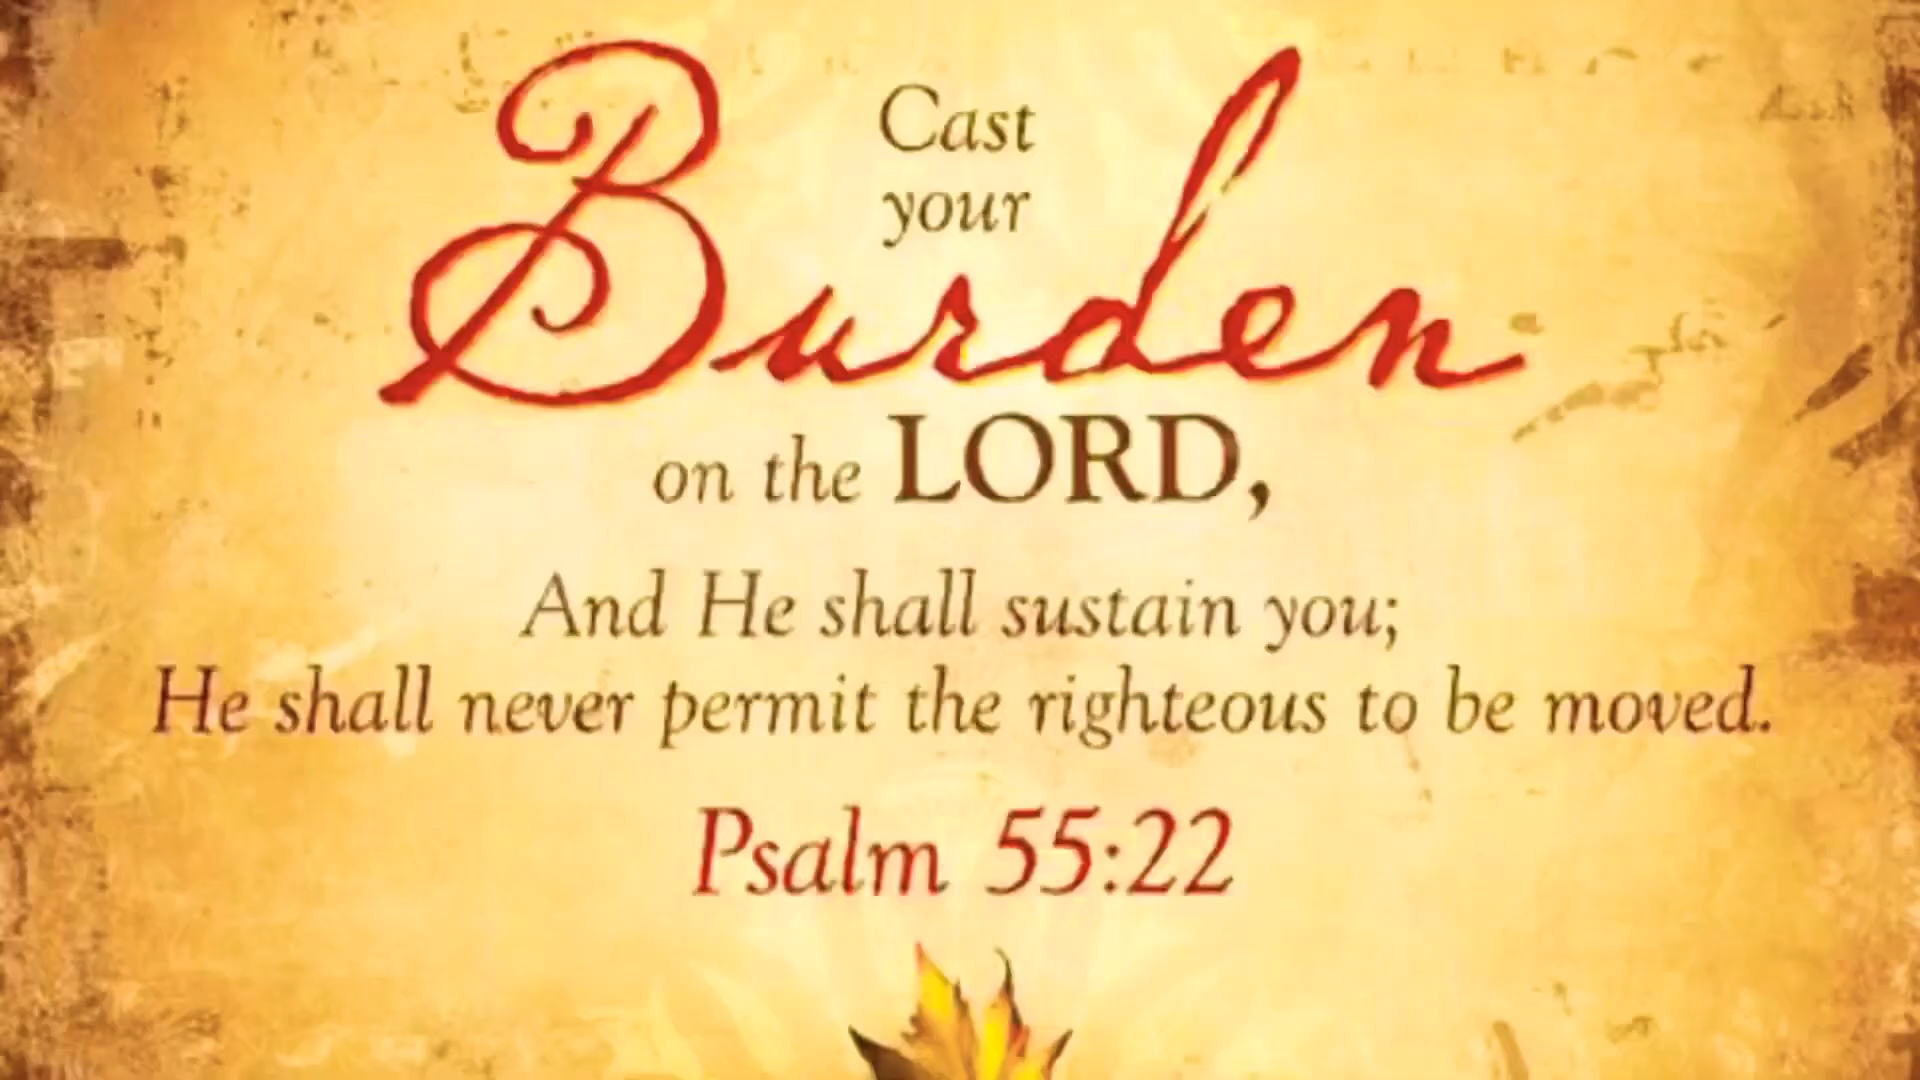 Cast
your
Burden
on the LORD,
And He shall sustain you;
He shall never permit the righteous to be moved.
Psalm 55:22